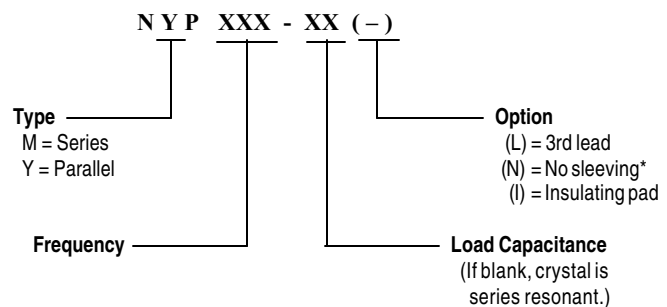 NYP XXX - XX (–)
Type
M = Series
Y = Parallel
Option
(L) = 3rd lead
(N) = No sleeving*
(I) = Insulating pad
Frequency
Load Capacitance
(If blank, crystal is
series resonant.)